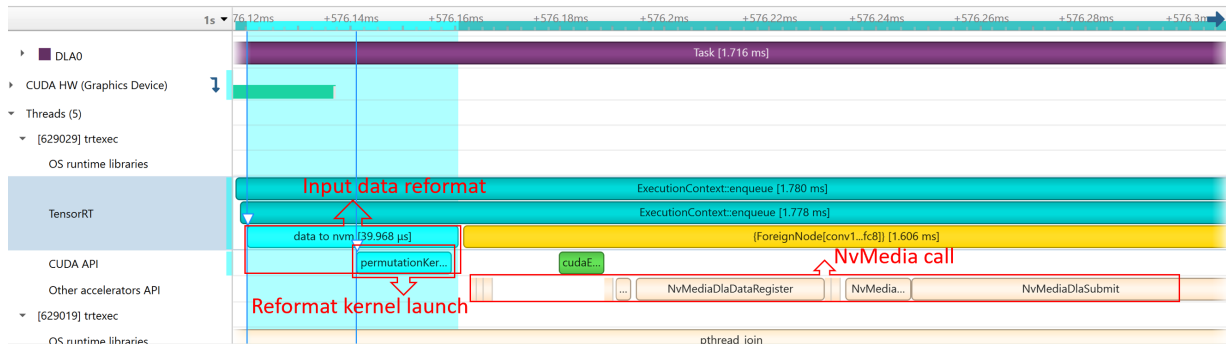 1s
76.12ms +576.14ms +576.16ms +576.18ms +576.2ms +576.22ms +576.24ms +576.26ms +576.28ms +576.3m
DLA0
Task [1.716 ms]
CUDA HW (Graphics Device)
Threads (5)
[629029] trtexec
OS runtime libraries
Input data reformat
ExecutionContext::enqueue [1.780 ms]
TensorRT
ExecutionContext::enqueue [1.778 ms]
data to nvm [39.968 µs]
{ForeignNode[conv1...fc8]} [1.606 ms]
CUDA API
permutationKer...
cudaE...
NvMedia call
Other accelerators API
...
NvMediaDlaDataRegister
NvMedia...
NvMediaDlaSubmit
Reformat kernel launch
[629019] trtexec
OS runtime libraries
pthread_join